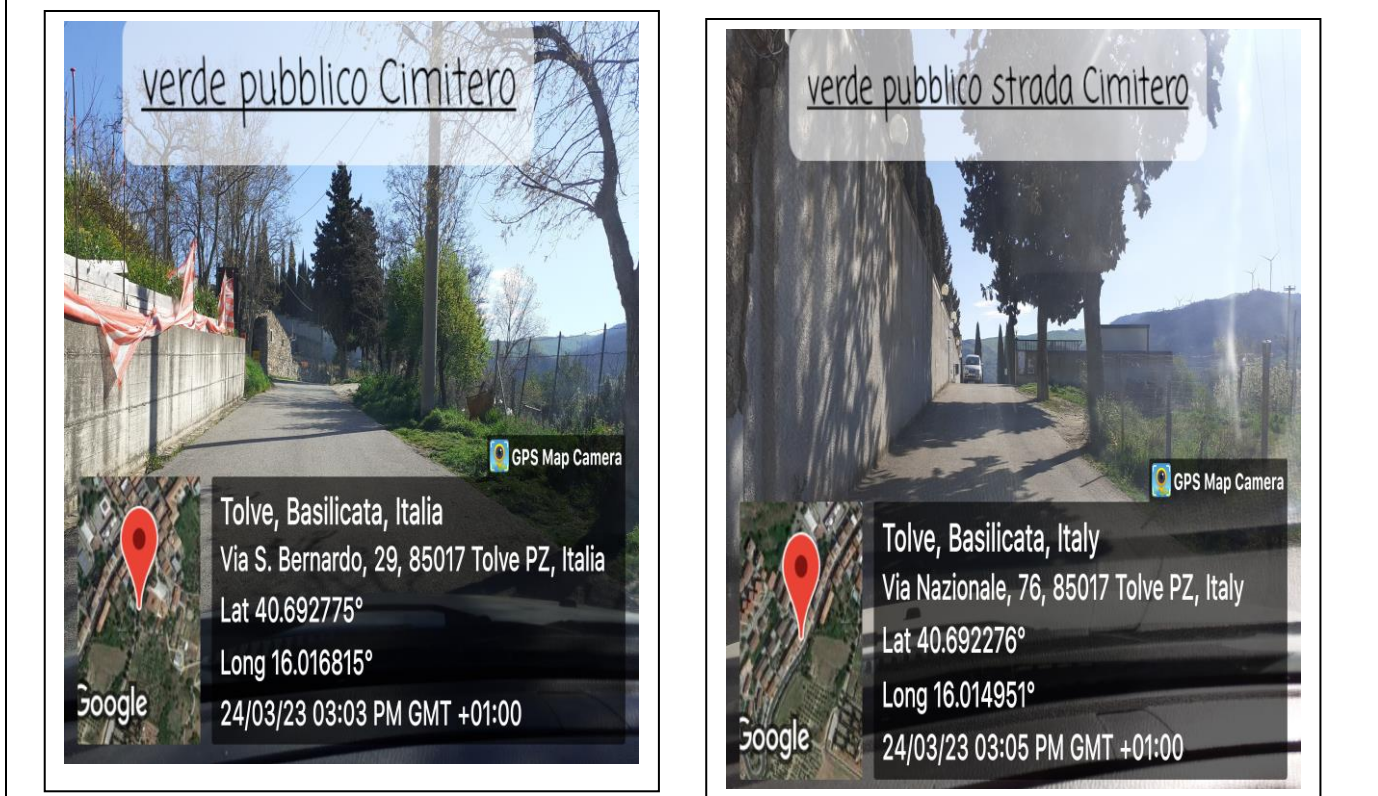 verde pubblico Cimitero
GPS Map Camera
Tolve, Basilicata, Italia
Via S. Bernardo, 29, 85017 Tolve PZ, Italia
Lat 40.692775°
Long 16.016815°
24/03/23 03:03 PM GMT +01:00
Google
verde pubblico strada Cimitero
GPS Map Camera
Tolve, Basilicata, Italy
Via Nazionale, 76, 85017 Tolve PZ, Italy
Lat 40.692276°
Long 16.014951°
24/03/23 03:05 PM GMT +01:00
Google